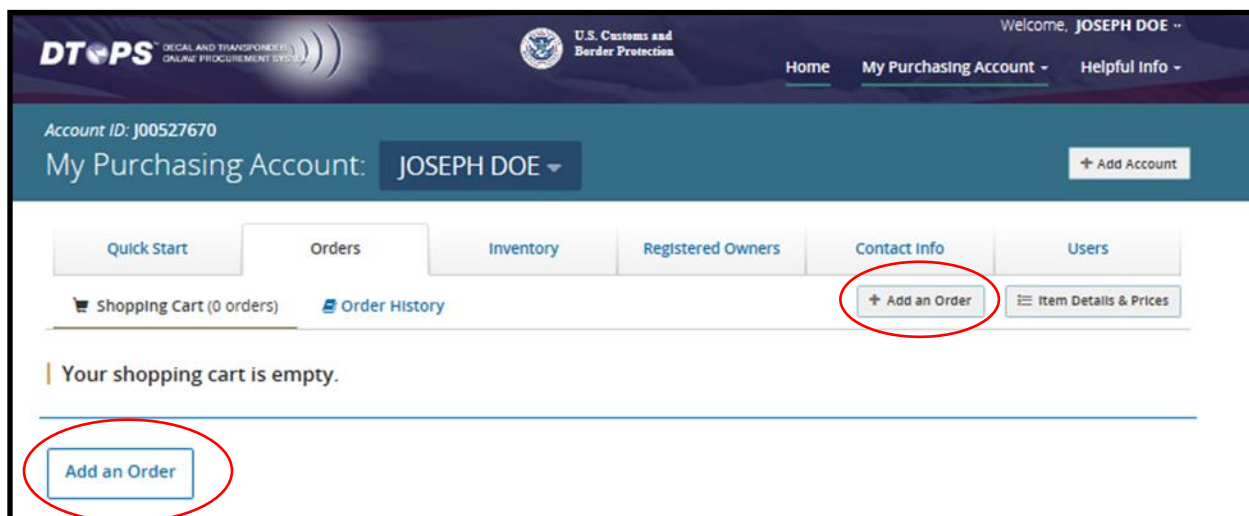 Welcome, JOSEPH DOE
DTOPS DECAL AND TRANSPONDER
ONLINE PROCUREMENT SYSTEM
U.S. Customs and
Border Protection
Home My Purchasing Account Helpful Info
Account ID: J00527670
My Purchasing Account: JOSEPH DOE
+ Add Account
Quick Start Orders Inventory Registered Owners Contact Info Users
Shopping Cart (0 orders) Order History + Add an Order Item Details & Prices
Your shopping cart is empty.
Add an Order